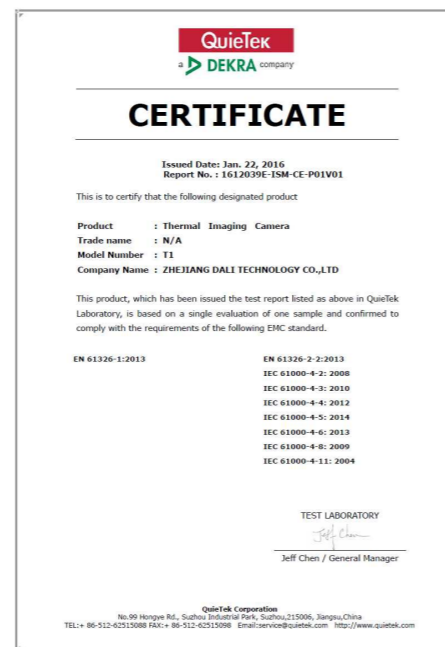 QuieTek
a DEKRA company
CERTIFICATE
Issued Date: Jan. 22, 2016
Report No. : 1612039E-ISM-CE-P01V01
This is to certify that the following designated product
Product : Thermal Imaging Camera
Trade name : N/A
Model Number : T1
Company Name : ZHEJIANG DALI TECHNOLOGY CO.,LTD
This product, which has been issued the test report listed as above in QuieTek
Laboratory, is based on a single evaluation of one sample and confirmed to
comply with the requirements of the following EMC standard.
EN 61326-1:2013
EN 61326-2-2:2013
IEC 61000-4-2: 2008
IEC 61000-4-3: 2010
IEC 61000-4-4: 2012
IEC 61000-4-5: 2014
IEC 61000-4-6: 2013
IEC 61000-4-8: 2009
IEC 61000-4-11: 2004
TEST LABORATORY
Jeff Chen
Jeff Chen / General Manager
QuieTek Corporation
No.99 Hongye Rd., Suzhou Industrial Park, Suzhou,215006, Jiangsu,China
TEL:+ 86-512-62515088 FAX:+ 86-512-62515098 Email:service@quietek.com http://www.quietek.com